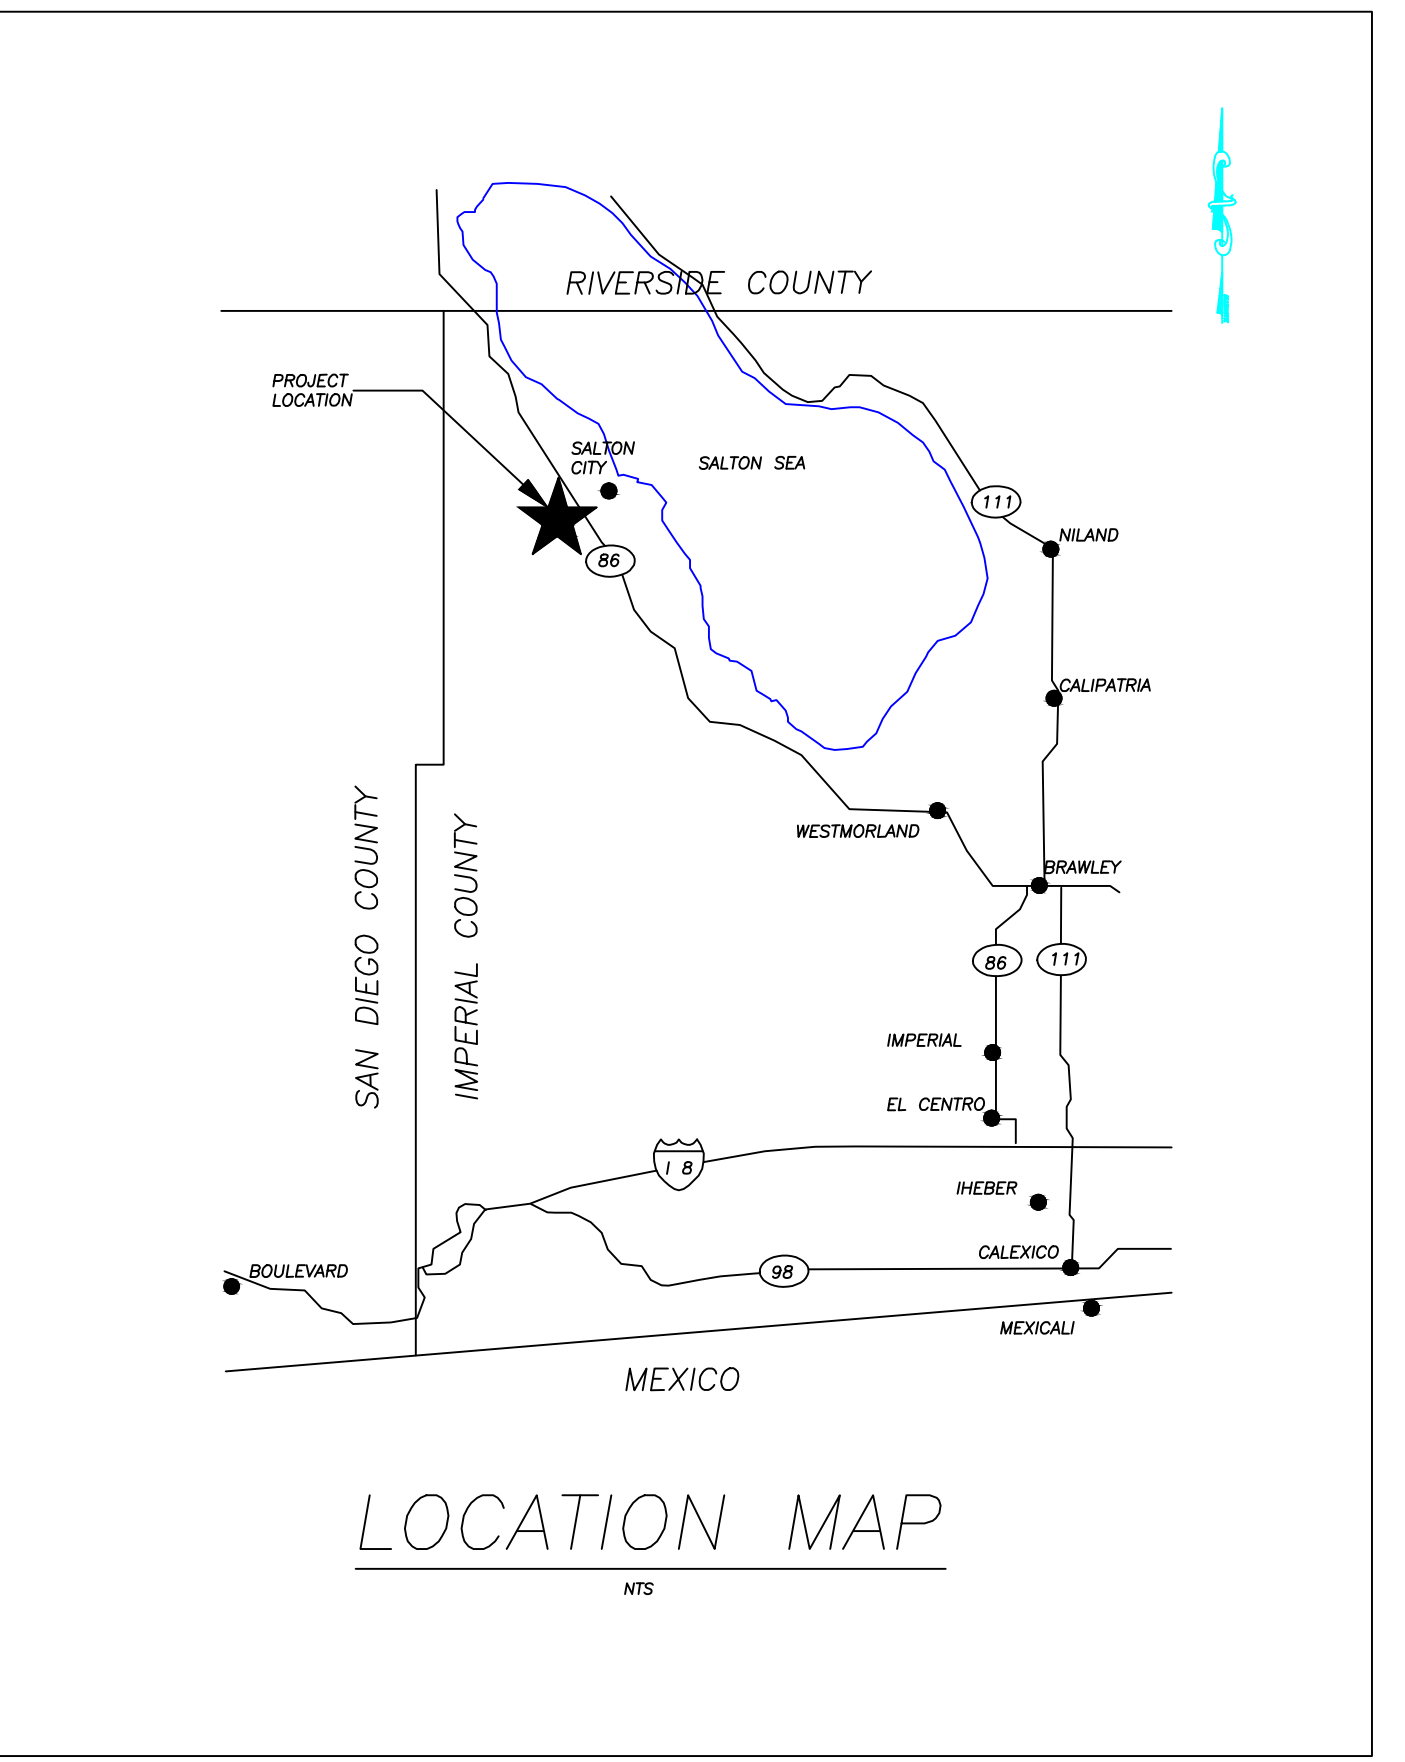 RIVERSIDE COUNTY
PROJECT
LOCATION
SALTON
CITY
SALTON SEA
111
NILAND
86
CALIPATRIA
WESTMORLAND
BRAWLEY
SAN DIEGO COUNTY
IMPERIAL COUNTY
86
111
IMPERIAL
EL CENTRO
I 8
IHEBER
CALEXICO
BOULEVARD
98
MEXICALI
MEXICO
LOCATION MAP
NTS